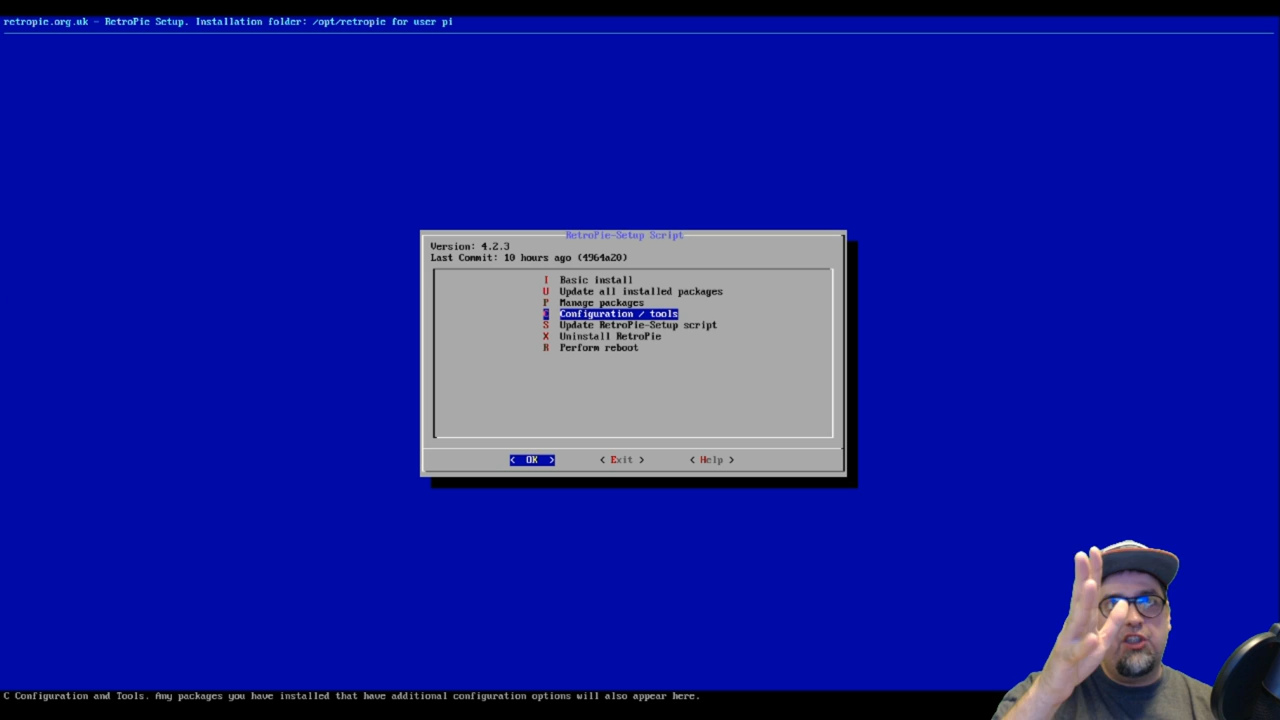 retropie.org.uk - RetroPie Setup. Installation folder: /opt/retropie for user pi
RetroPie-Setup Script
Version: 4.2.3
Last Commit: 10 hours ago (4964a20)
I Basic install
U Update all installed packages
P Manage packages
C Configuration / tools
S Update RetroPie-Setup script
X Uninstall RetroPie
R Perform reboot
< OK > < Exit > < Help >
C Configuration and Tools. Any packages you have installed that have additional configuration options will also appear here.